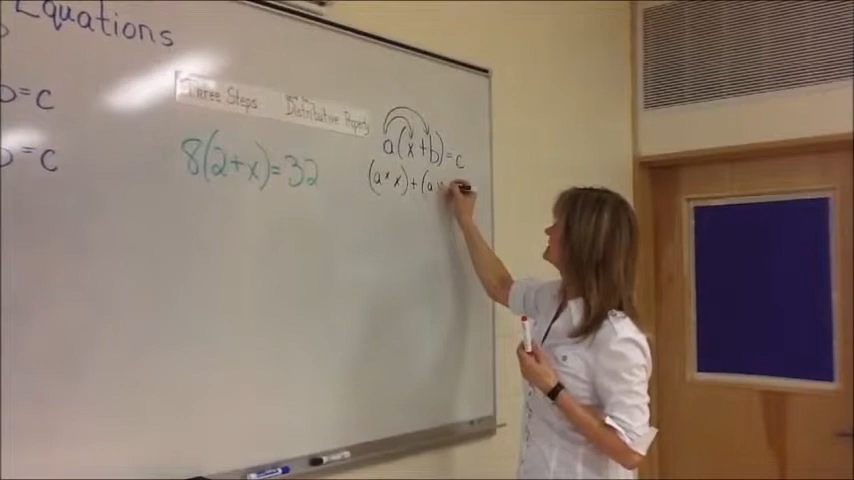 Equations
b=c
b=c
Three Steps Distributive Property
8(2+x)=32
a(x+b)=c
(a*x)+(a*